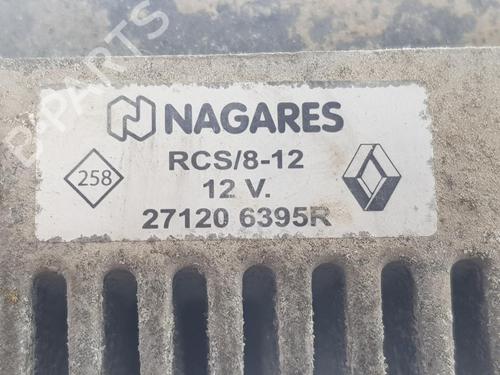 NAGARES
RCS/8-12
258
12 V.
27120 6395R
B-PARTS